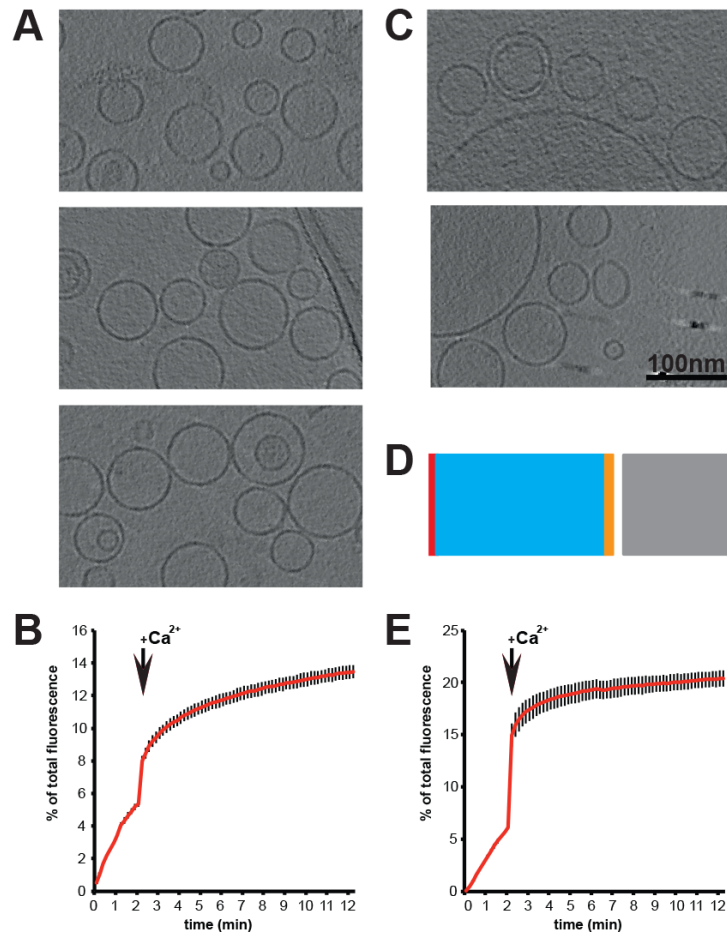 A
C
100nm
D
B
+Ca²⁺
% of total fluorescence
16
14
12
10
8
6
4
2
0
0 1 2 3 4 5 6 7 8 9 10 11 12
time (min)
E
+Ca²⁺
% of total fluorescence
25
20
15
10
5
0
0 1 2 3 4 5 6 7 8 9 10 11 12
time (min)